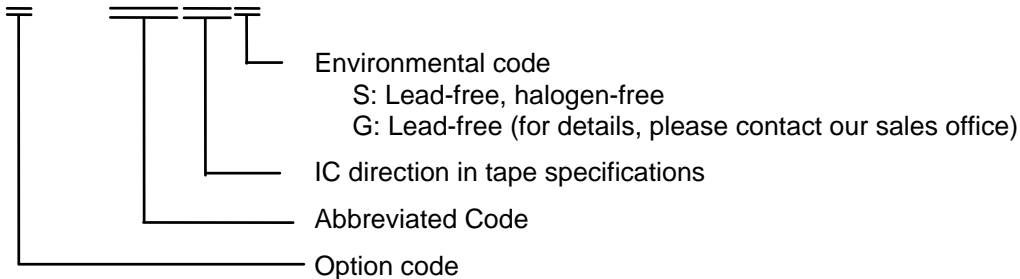 Environmental code
S: Lead-free, halogen-free
G: Lead-free (for details, please contact our sales office)
IC direction in tape specifications
Abbreviated Code
Option code